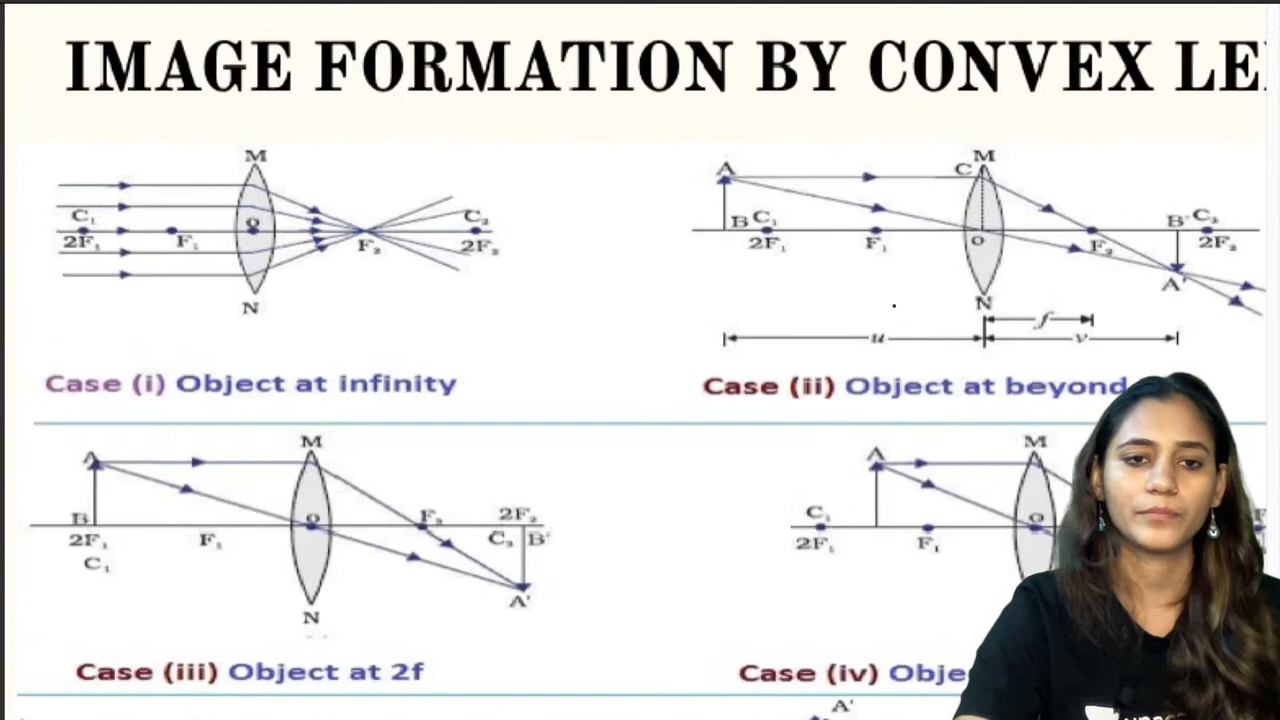 IMAGE FORMATION BY CONVEX LE
M
C₁ O C₂
2F₁ F₁ F₂ 2F₂
N
Case (i) Object at infinity
A C M
B C₁ B' C₂
2F₁ F₁ O F₂ 2F₂
A'
N
f
u v
Case (ii) Object at beyond
A M
B O F₂ 2F₂
2F₁ F₁ C₂ B'
C₁
A'
N
Case (iii) Object at 2f
A M
C₁ O
2F₁ F₁
Case (iv) Obje
A'